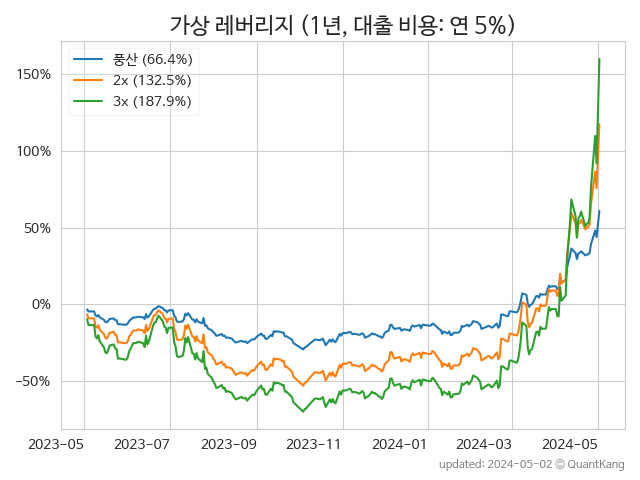 가상 레버리지 (1년, 대출 비용: 연 5%)
풍산 (66.4%)
2x (132.5%)
3x (187.9%)
150%
100%
50%
0%
−50%
2023-05 2023-07 2023-09 2023-11 2024-01 2024-03 2024-05
updated: 2024-05-02 © QuantKang